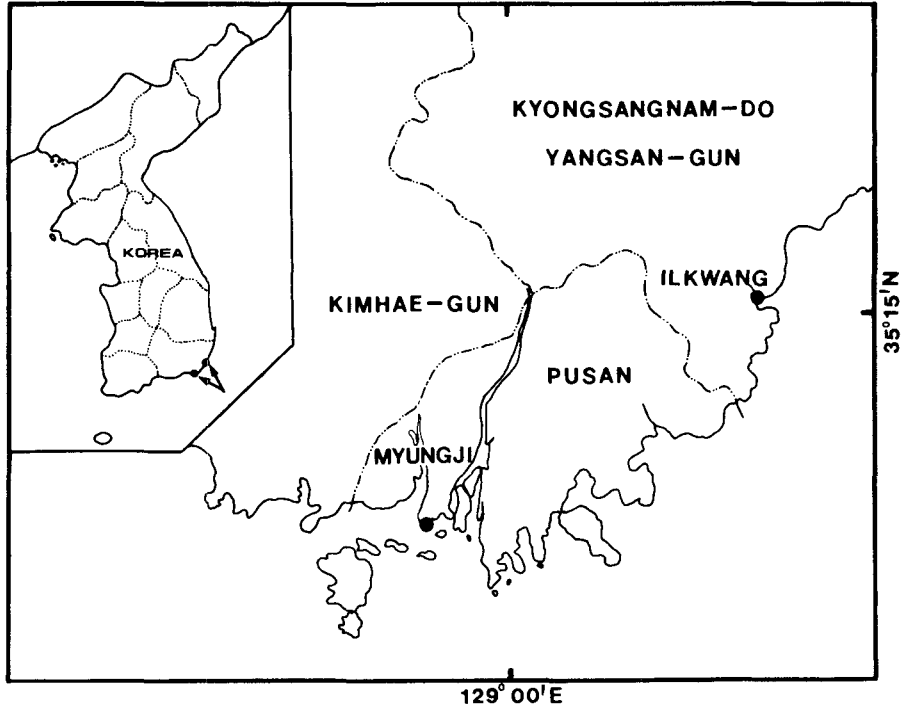 KYONGSANGNAM-DO
YANGSAN-GUN
KOREA
ILKWANG
KIMHAE-GUN
35°15'N
PUSAN
MYUNGJI
129°00'E